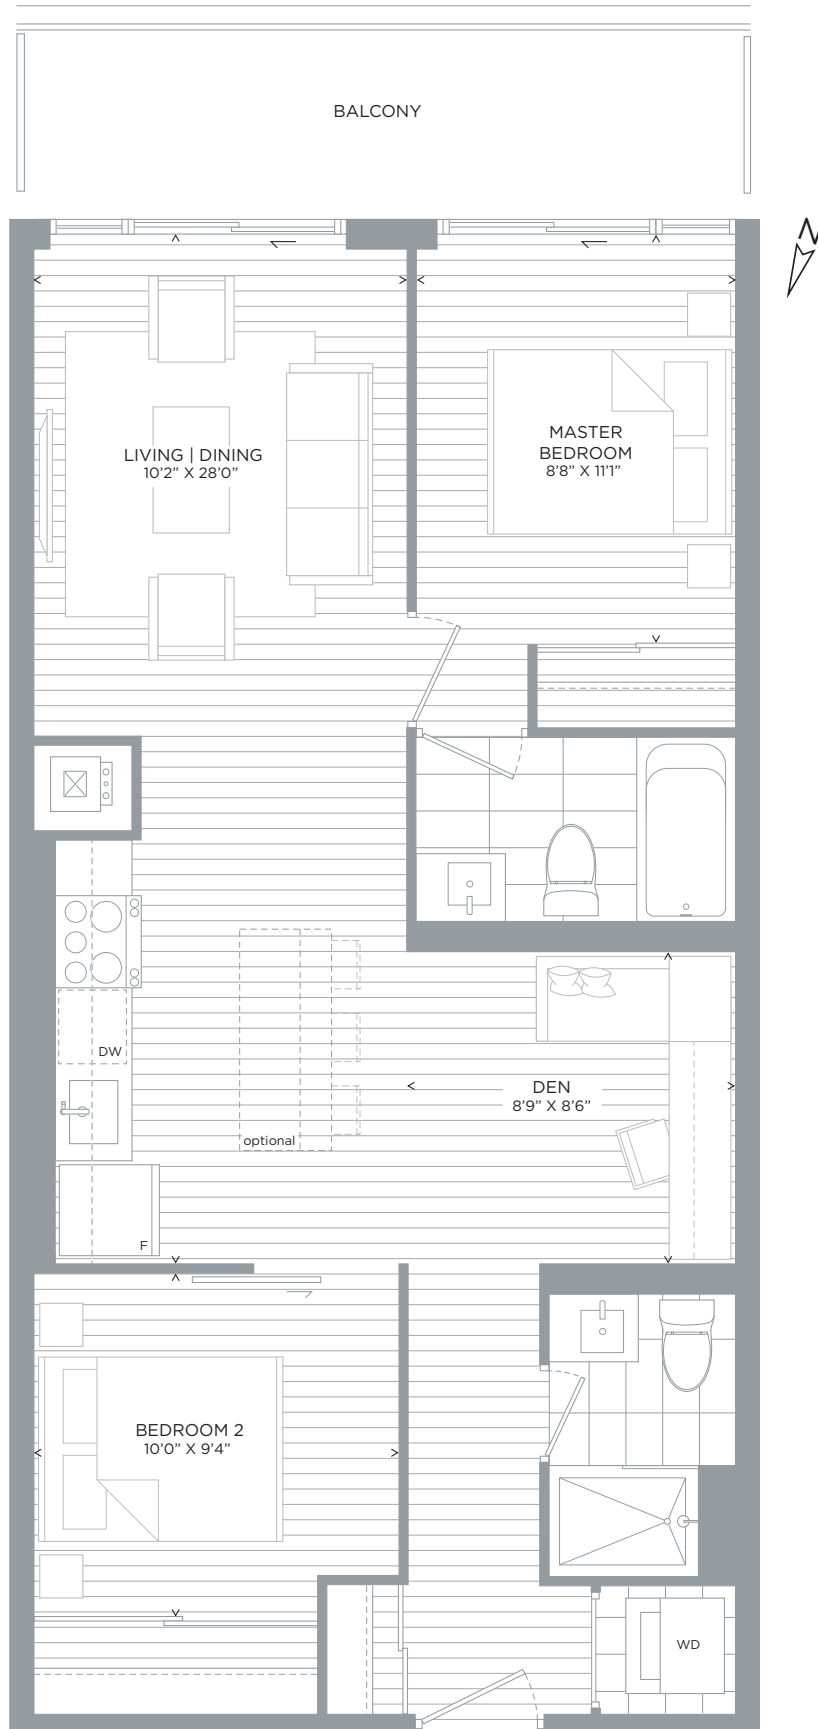 BALCONY
N
LIVING | DINING
10’2” X 28’0”
MASTER
BEDROOM
8’8” X 11’1”
DW
DEN
8’9” X 8’6”
optional
F
BEDROOM 2
10’0” X 9’4”
WD